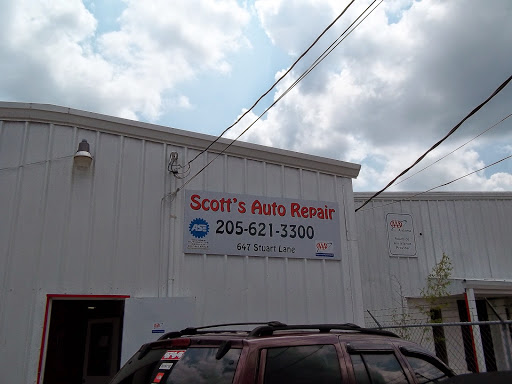 Scott's Auto Repair
ASE
205-621-3300
647 Stuart Lane
AAA
AAA